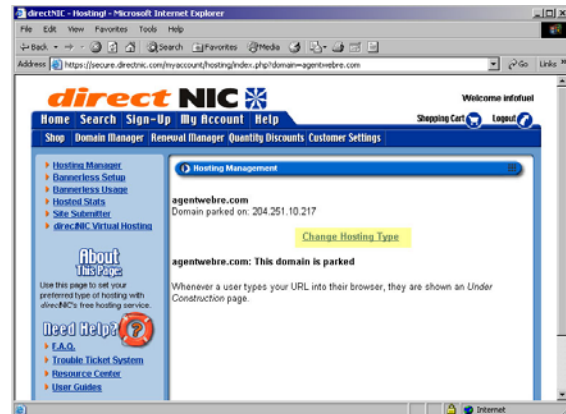 directNIC - Hosting! - Microsoft Internet Explorer
File Edit View Favorites Tools Help
Back Search Favorites Media
Address https://secure.directnic.com/myaccount/hosting/index.php?domain=agentwebre.com Go Links »
direct NIC
Welcome infofuel
Home Search Sign-Up My Account Help Shopping Cart Logout
Shop Domain Manager Renewal Manager Quantity Discounts Customer Settings
Hosting Manager
Bannerless Setup
Bannerless Usage
Hosted Stats
Site Submitter
directNIC Virtual Hosting
About
This Page:
Use this page to set your
preferred type of hosting with
directNIC's free hosting service.
Need Help?
F.A.Q.
Trouble Ticket System
Resource Center
User Guides
Hosting Management
agentwebre.com
Domain parked on: 204.251.10.217
Change Hosting Type
agentwebre.com: This domain is parked
Whenever a user types your URL into their browser, they are shown an Under
Construction page.
Internet